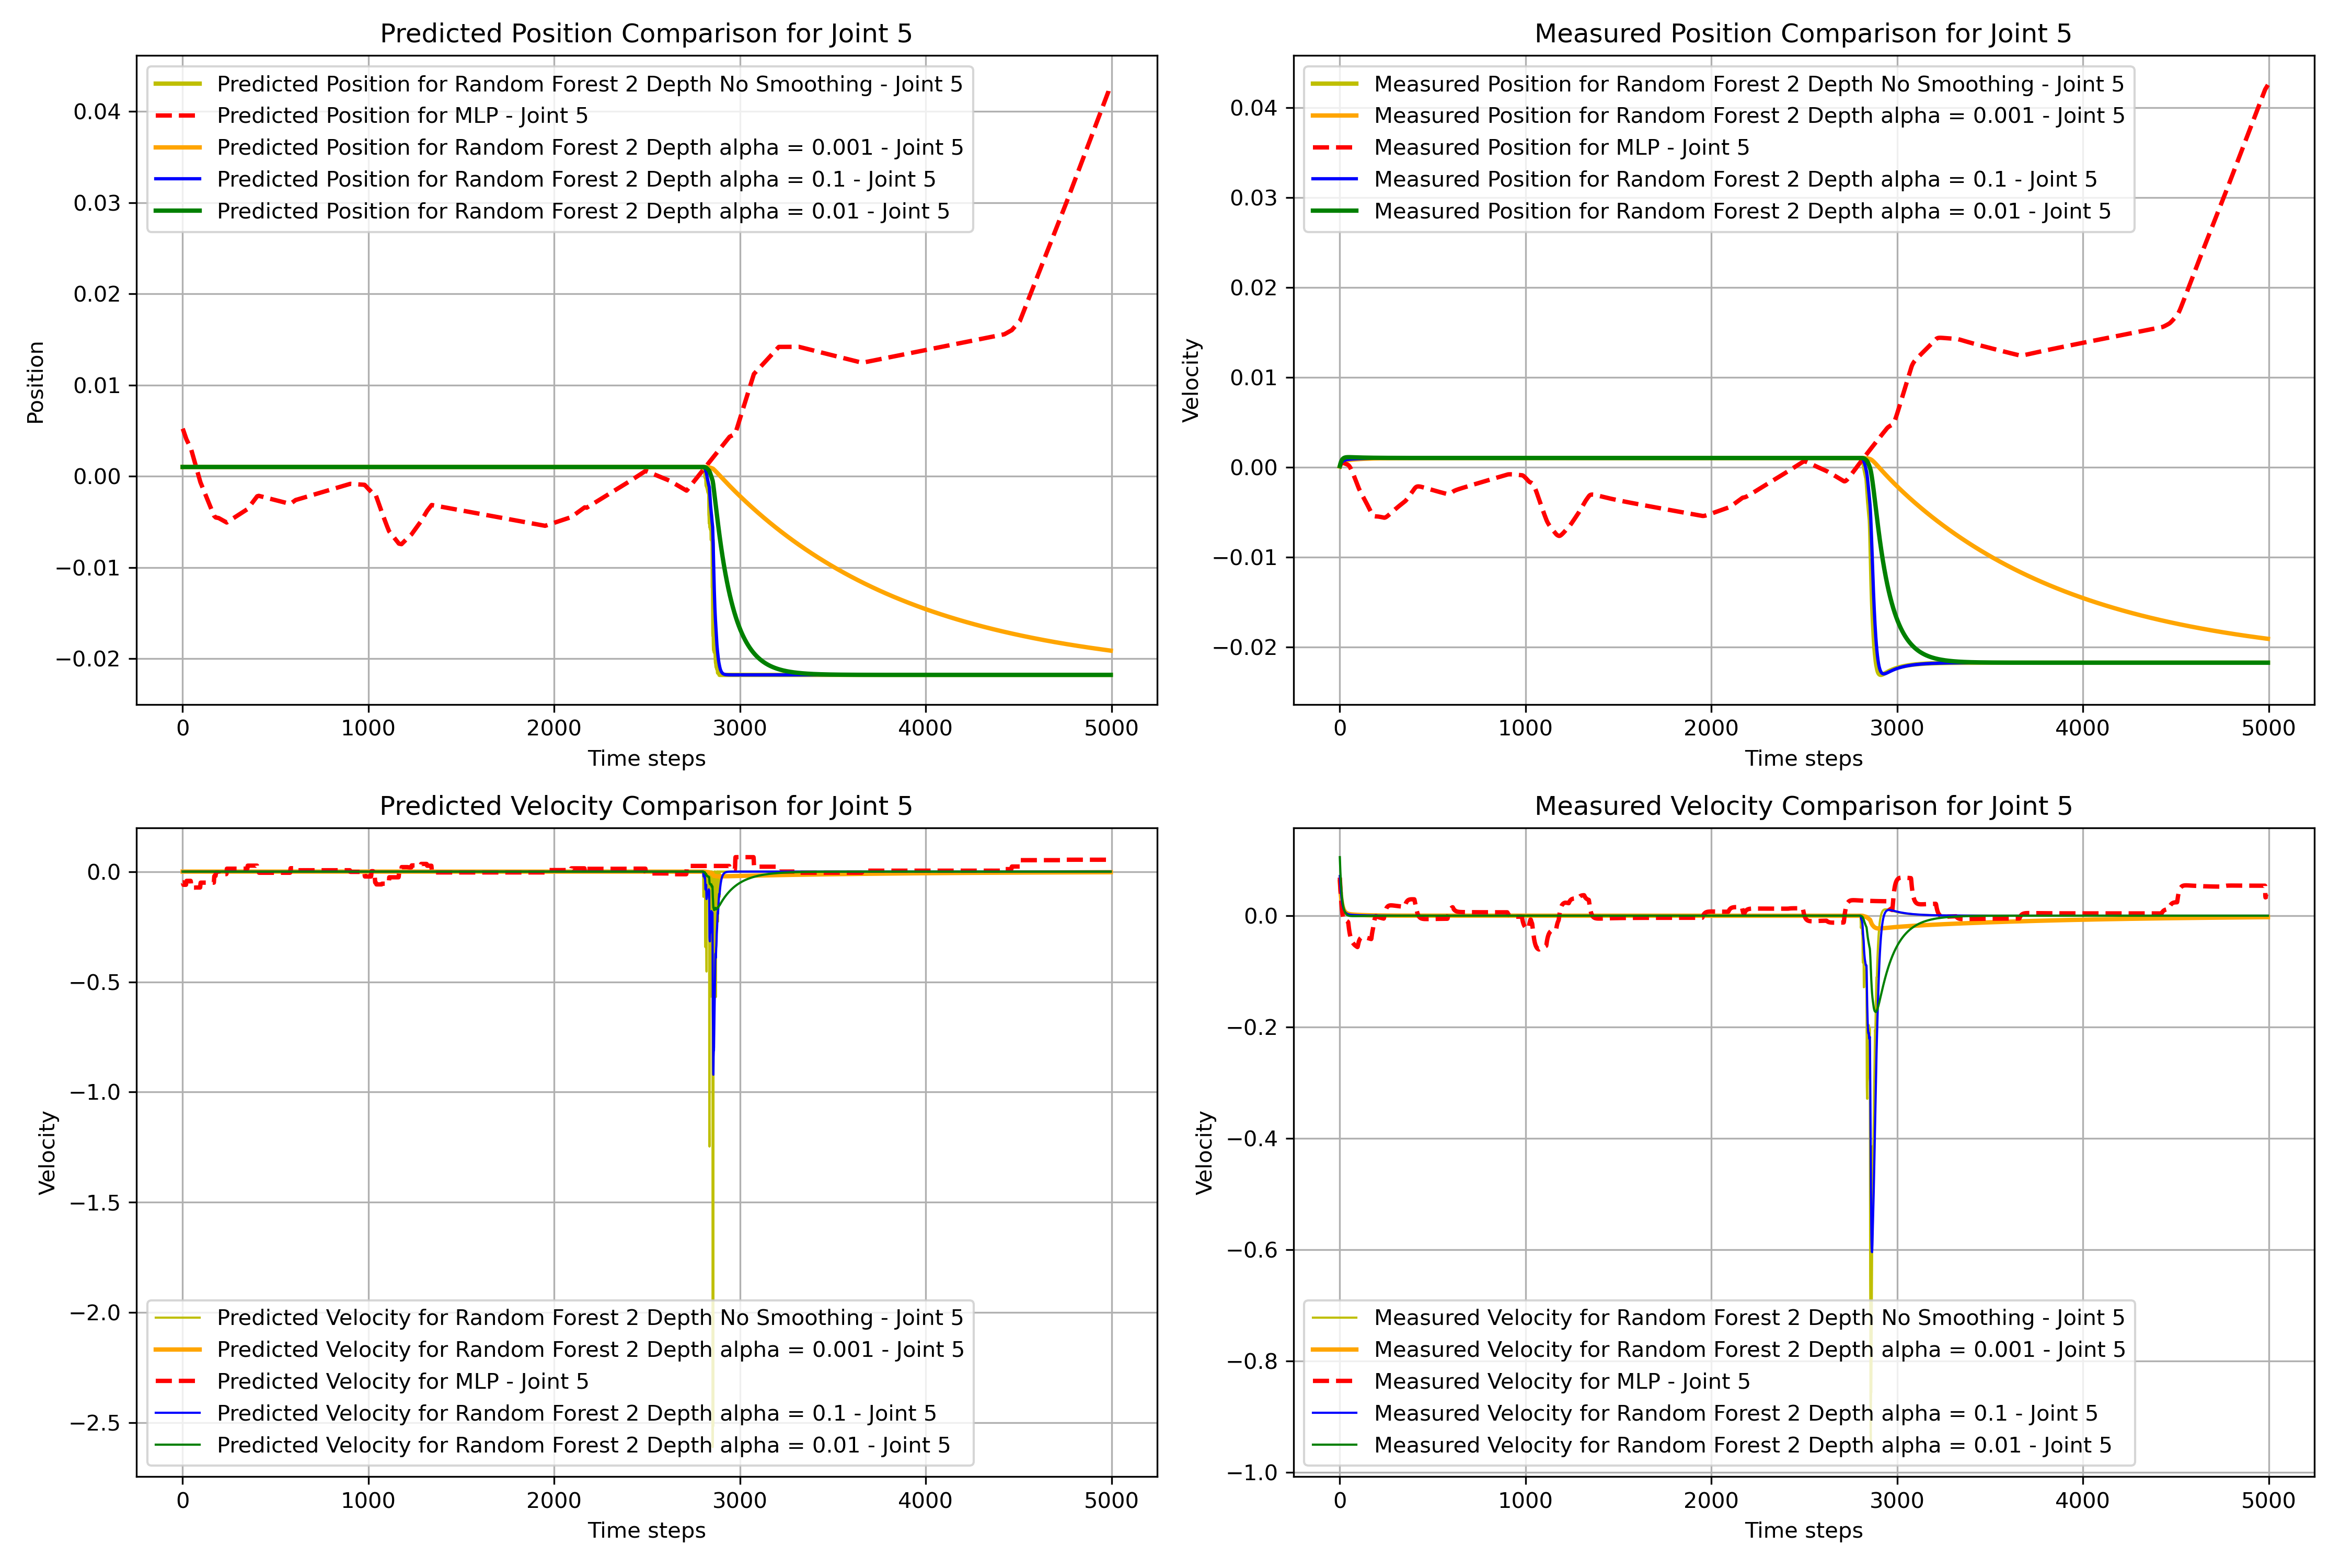 Predicted Position Comparison for Joint 5
Predicted Position for Random Forest 2 Depth No Smoothing - Joint 5
Predicted Position for MLP - Joint 5
Predicted Position for Random Forest 2 Depth alpha = 0.001 - Joint 5
Predicted Position for Random Forest 2 Depth alpha = 0.1 - Joint 5
Predicted Position for Random Forest 2 Depth alpha = 0.01 - Joint 5
Position
0.04
0.03
0.02
0.01
0.00
−0.01
−0.02
0 1000 2000 3000 4000 5000
Time steps
Measured Position Comparison for Joint 5
Measured Position for Random Forest 2 Depth No Smoothing - Joint 5
Measured Position for Random Forest 2 Depth alpha = 0.001 - Joint 5
Measured Position for MLP - Joint 5
Measured Position for Random Forest 2 Depth alpha = 0.1 - Joint 5
Measured Position for Random Forest 2 Depth alpha = 0.01 - Joint 5
Velocity
0.04
0.03
0.02
0.01
0.00
−0.01
−0.02
0 1000 2000 3000 4000 5000
Time steps
Predicted Velocity Comparison for Joint 5
Velocity
0.0
−0.5
−1.0
−1.5
−2.0
−2.5
Predicted Velocity for Random Forest 2 Depth No Smoothing - Joint 5
Predicted Velocity for Random Forest 2 Depth alpha = 0.001 - Joint 5
Predicted Velocity for MLP - Joint 5
Predicted Velocity for Random Forest 2 Depth alpha = 0.1 - Joint 5
Predicted Velocity for Random Forest 2 Depth alpha = 0.01 - Joint 5
0 1000 2000 3000 4000 5000
Time steps
Measured Velocity Comparison for Joint 5
Velocity
0.0
−0.2
−0.4
−0.6
−0.8
−1.0
Measured Velocity for Random Forest 2 Depth No Smoothing - Joint 5
Measured Velocity for Random Forest 2 Depth alpha = 0.001 - Joint 5
Measured Velocity for MLP - Joint 5
Measured Velocity for Random Forest 2 Depth alpha = 0.1 - Joint 5
Measured Velocity for Random Forest 2 Depth alpha = 0.01 - Joint 5
0 1000 2000 3000 4000 5000
Time steps